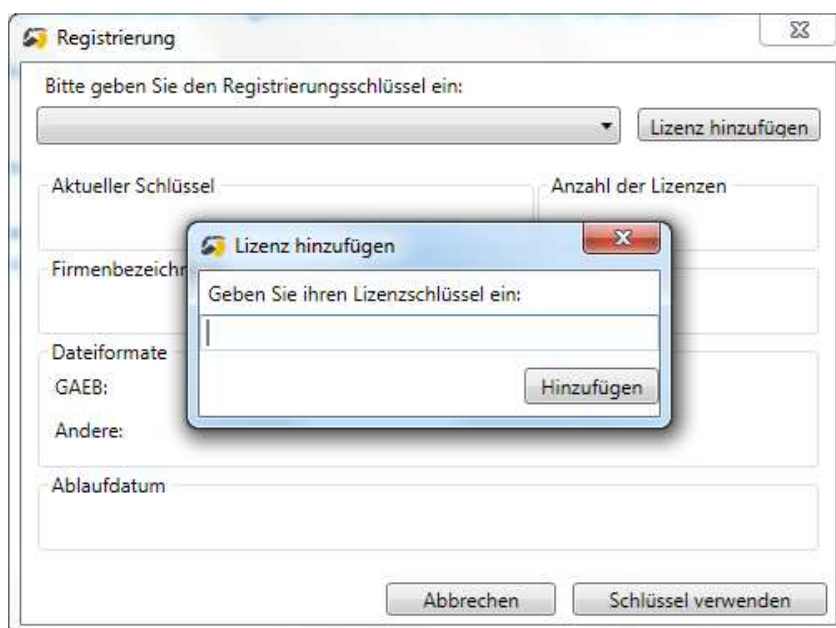 Registrierung
Bitte geben Sie den Registrierungsschlüssel ein:
Lizenz hinzufügen
Aktueller Schlüssel
Anzahl der Lizenzen
Lizenz hinzufügen
Geben Sie ihren Lizenzschlüssel ein:
Hinzufügen
Dateiformate
GAEB:
Andere:
Ablaufdatum
Abbrechen
Schlüssel verwenden